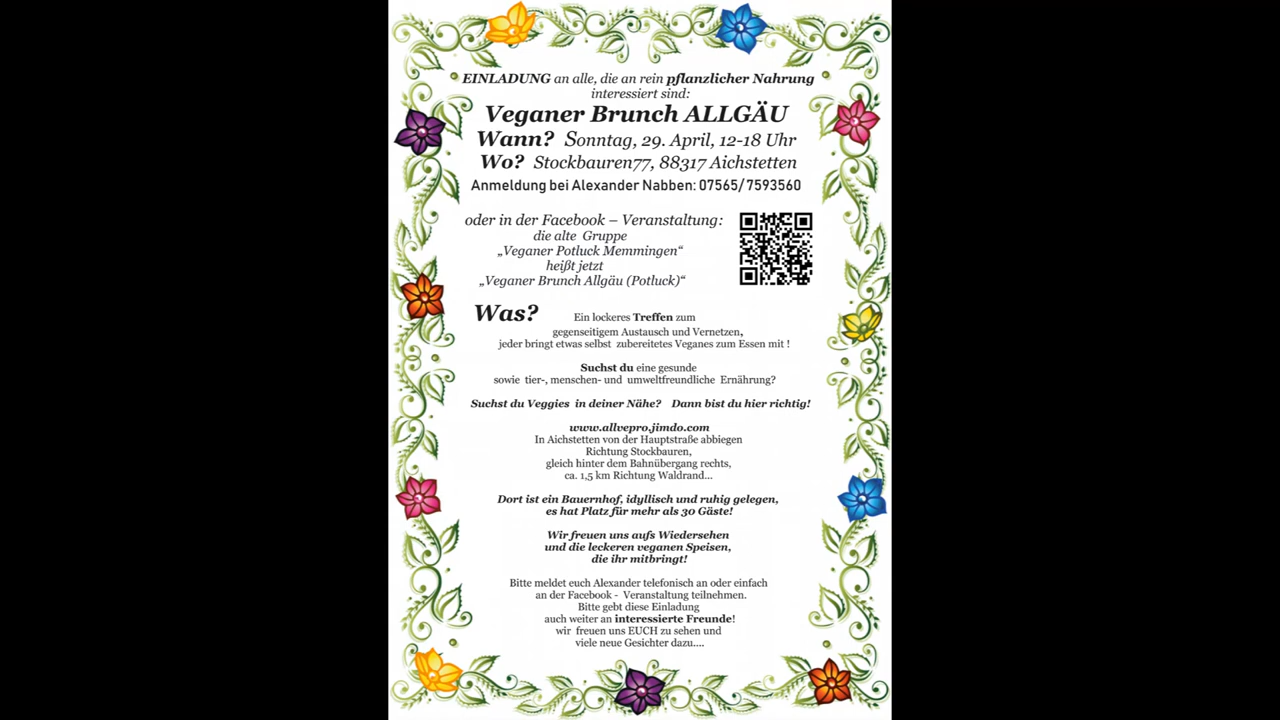 EINLADUNG an alle, die an rein pflanzlicher Nahrung
interessiert sind:
Veganer Brunch ALLGÄU
Wann? Sonntag, 29. April, 12-18 Uhr
Wo? Stockbauren77, 88317 Aichstetten
Anmeldung bei Alexander Nabben: 07565/7593560
oder in der Facebook – Veranstaltung:
die alte Gruppe
„Veganer Potluck Memmingen“
heißt jetzt
„Veganer Brunch Allgäu (Potluck)“
Was? Ein lockeres Treffen zum
gegenseitigem Austausch und Vernetzen,
jeder bringt etwas selbst zubereitetes Veganes zum Essen mit !
Suchst du eine gesunde
sowie tier-, menschen- und umweltfreundliche Ernährung?
Suchst du Veggies in deiner Nähe? Dann bist du hier richtig!
www.allvepro.jimdo.com
In Aichstetten von der Hauptstraße abbiegen
Richtung Stockbauren,
gleich hinter dem Bahnübergang rechts,
ca. 1,5 km Richtung Waldrand...
Dort ist ein Bauernhof, idyllisch und ruhig gelegen,
es hat Platz für mehr als 30 Gäste!
Wir freuen uns aufs Wiedersehen
und die leckeren veganen Speisen,
die ihr mitbringt!
Bitte meldet euch Alexander telefonisch an oder einfach
an der Facebook - Veranstaltung teilnehmen.
Bitte gebt diese Einladung
auch weiter an interessierte Freunde!
wir freuen uns EUCH zu sehen und
viele neue Gesichter dazu....